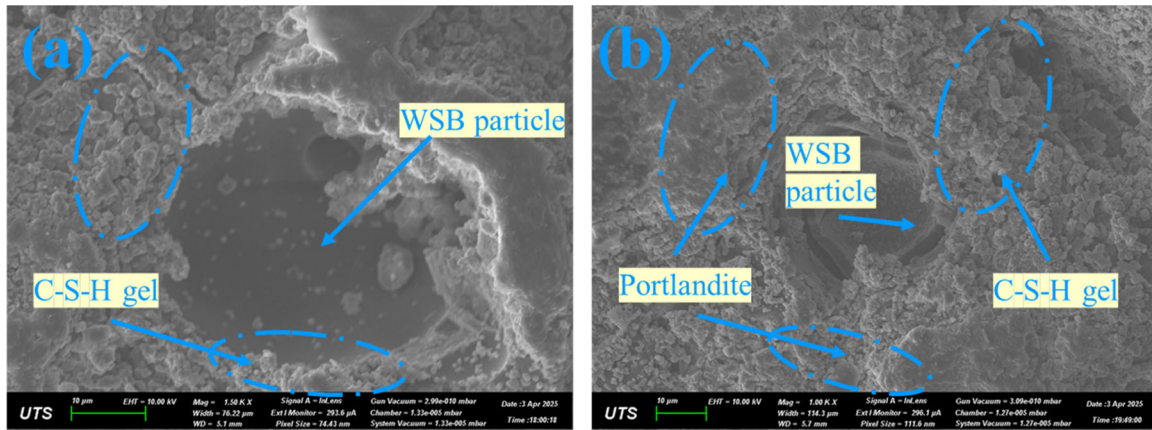 (a)
WSB particle
C-S-H gel
UTS
10 µm
EHT = 10.00 kV
Mag = 1.50 K X
Width = 76.22 µm
WD = 5.1 mm
Signal A = InLens
Ext I Monitor = 293.6 µA
Pixel Size = 74.43 nm
Gun Vacuum = 2.99e-010 mbar
Chamber = 1.33e-005 mbar
System Vacuum = 1.33e-005 mbar
Date :3 Apr 2025
Time :18:00:18
(b)
WSB
particle
Portlandite
C-S-H gel
UTS
10 µm
EHT = 10.00 kV
Mag = 1.00 K X
Width = 114.3 µm
WD = 5.7 mm
Signal A = InLens
Ext I Monitor = 296.1 µA
Pixel Size = 111.6 nm
Gun Vacuum = 3.09e-010 mbar
Chamber = 1.27e-005 mbar
System Vacuum = 1.27e-005 mbar
Date :3 Apr 2025
Time :19:49:00